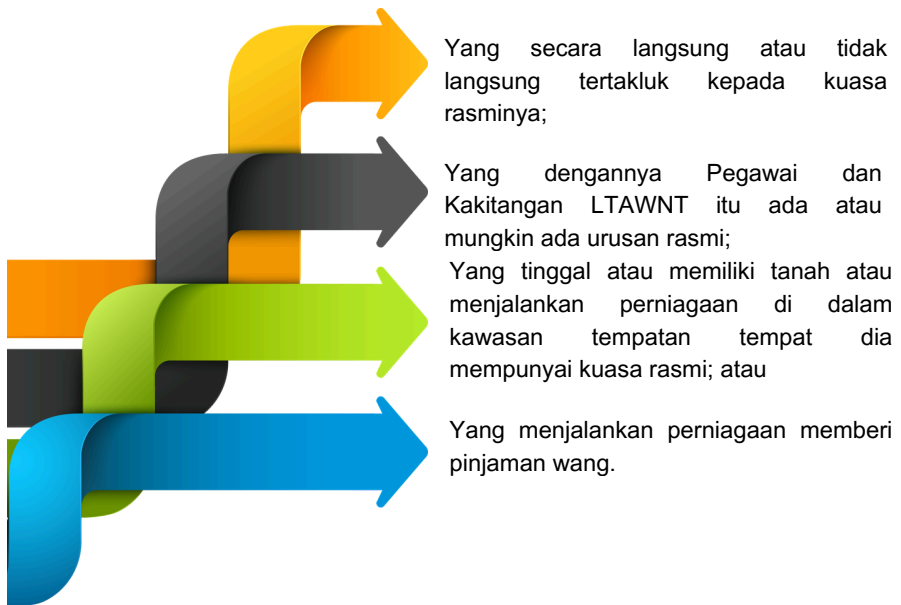 Yang secara langsung atau tidak
langsung tertakluk kepada kuasa
rasminya;
Yang dengannya Pegawai dan
Kakitangan LTAWNT itu ada atau
mungkin ada urusan rasmi;
Yang tinggal atau memiliki tanah atau
menjalankan perniagaan di dalam
kawasan tempatan tempat dia
mempunyai kuasa rasmi; atau
Yang menjalankan perniagaan memberi
pinjaman wang.